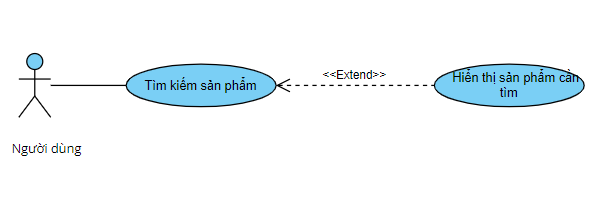 <<Extend>>
Tìm kiếm sản phẩm
Hiển thị sản phẩm cần
tìm
Người dùng